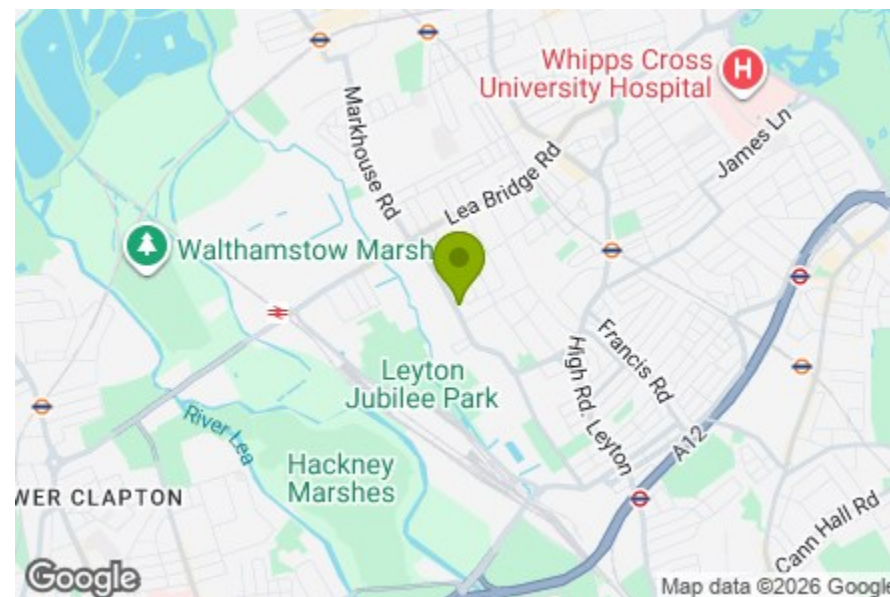 Whipps Cross
University Hospital
H
James Ln
Markhouse Rd
Lea Bridge Rd
Walthamstow Marsh
Leyton
Jubilee Park
Francis Rd
High Rd. Leyton
A12
River Lea
Hackney
Marshes
WER CLAPTON
Cann Hall Rd
Google
Map data ©2026 Google